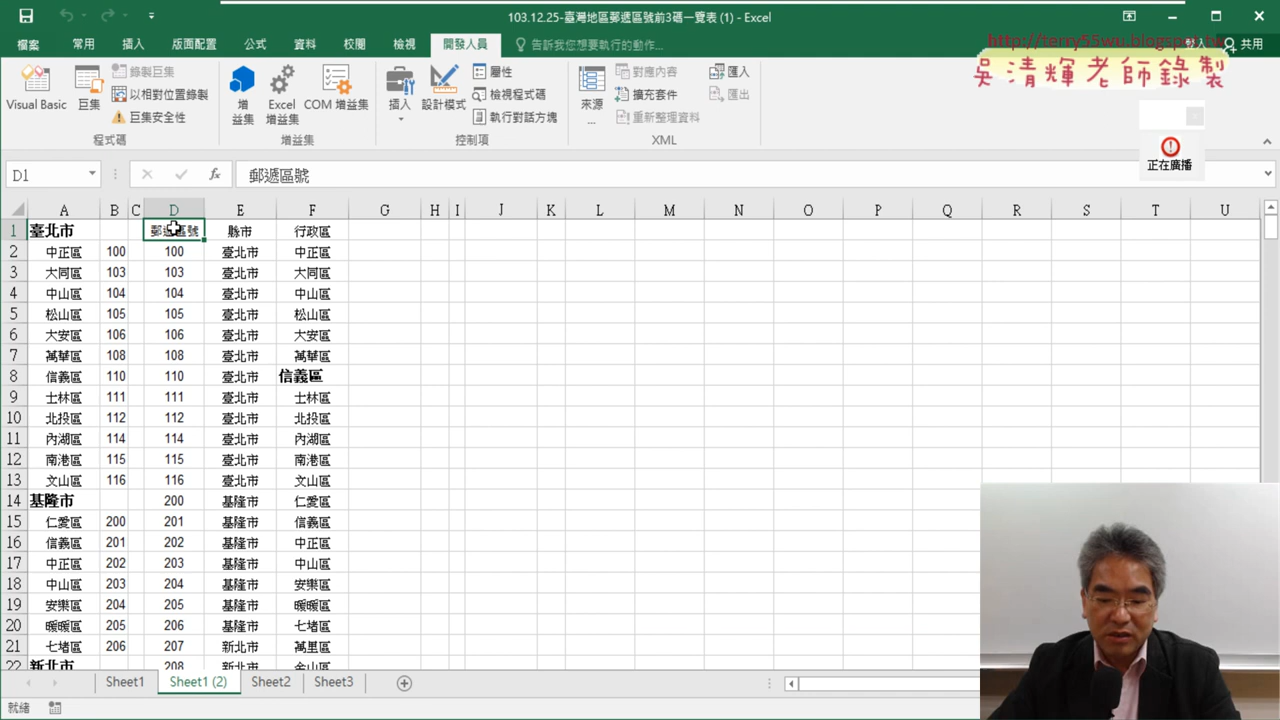 103.12.25-臺灣地區郵遞區號前3碼一覽表 (1) - Excel
檔案 常用 插入 版面配置 公式 資料 校閱 檢視 開發人員 告訴我您想要執行的動作... 共用
http://terry55wu.blogspot.tw
吳清輝老師錄製
Visual Basic 巨集 錄製巨集 以相對位置錄製 巨集安全性 程式碼
增益集 Excel 增益集 COM 增益集 增益集
插入 設計模式 屬性 檢視程式碼 執行對話方塊 控制項
來源... 對應內容 擴充套件 重新整理資料 匯入 匯出 XML
正在廣播
D1 fx 郵遞區號
A B C D E F G H I J K L M N O P Q R S T U
1 臺北市 郵遞區號 縣市 行政區
2 中正區 100 100 臺北市 中正區
3 大同區 103 103 臺北市 大同區
4 中山區 104 104 臺北市 中山區
5 松山區 105 105 臺北市 松山區
6 大安區 106 106 臺北市 大安區
7 萬華區 108 108 臺北市 萬華區
8 信義區 110 110 臺北市 信義區
9 士林區 111 111 臺北市 士林區
10 北投區 112 112 臺北市 北投區
11 內湖區 114 114 臺北市 內湖區
12 南港區 115 115 臺北市 南港區
13 文山區 116 116 臺北市 文山區
14 基隆市 200 基隆市 仁愛區
15 仁愛區 200 201 基隆市 信義區
16 信義區 201 202 基隆市 中正區
17 中正區 202 203 基隆市 中山區
18 中山區 203 204 基隆市 安樂區
19 安樂區 204 205 基隆市 暖暖區
20 暖暖區 205 206 基隆市 七堵區
21 七堵區 206 207 新北市 萬里區
22 新北市 208 新北市 金山區
Sheet1 Sheet1 (2) Sheet2 Sheet3
就緒